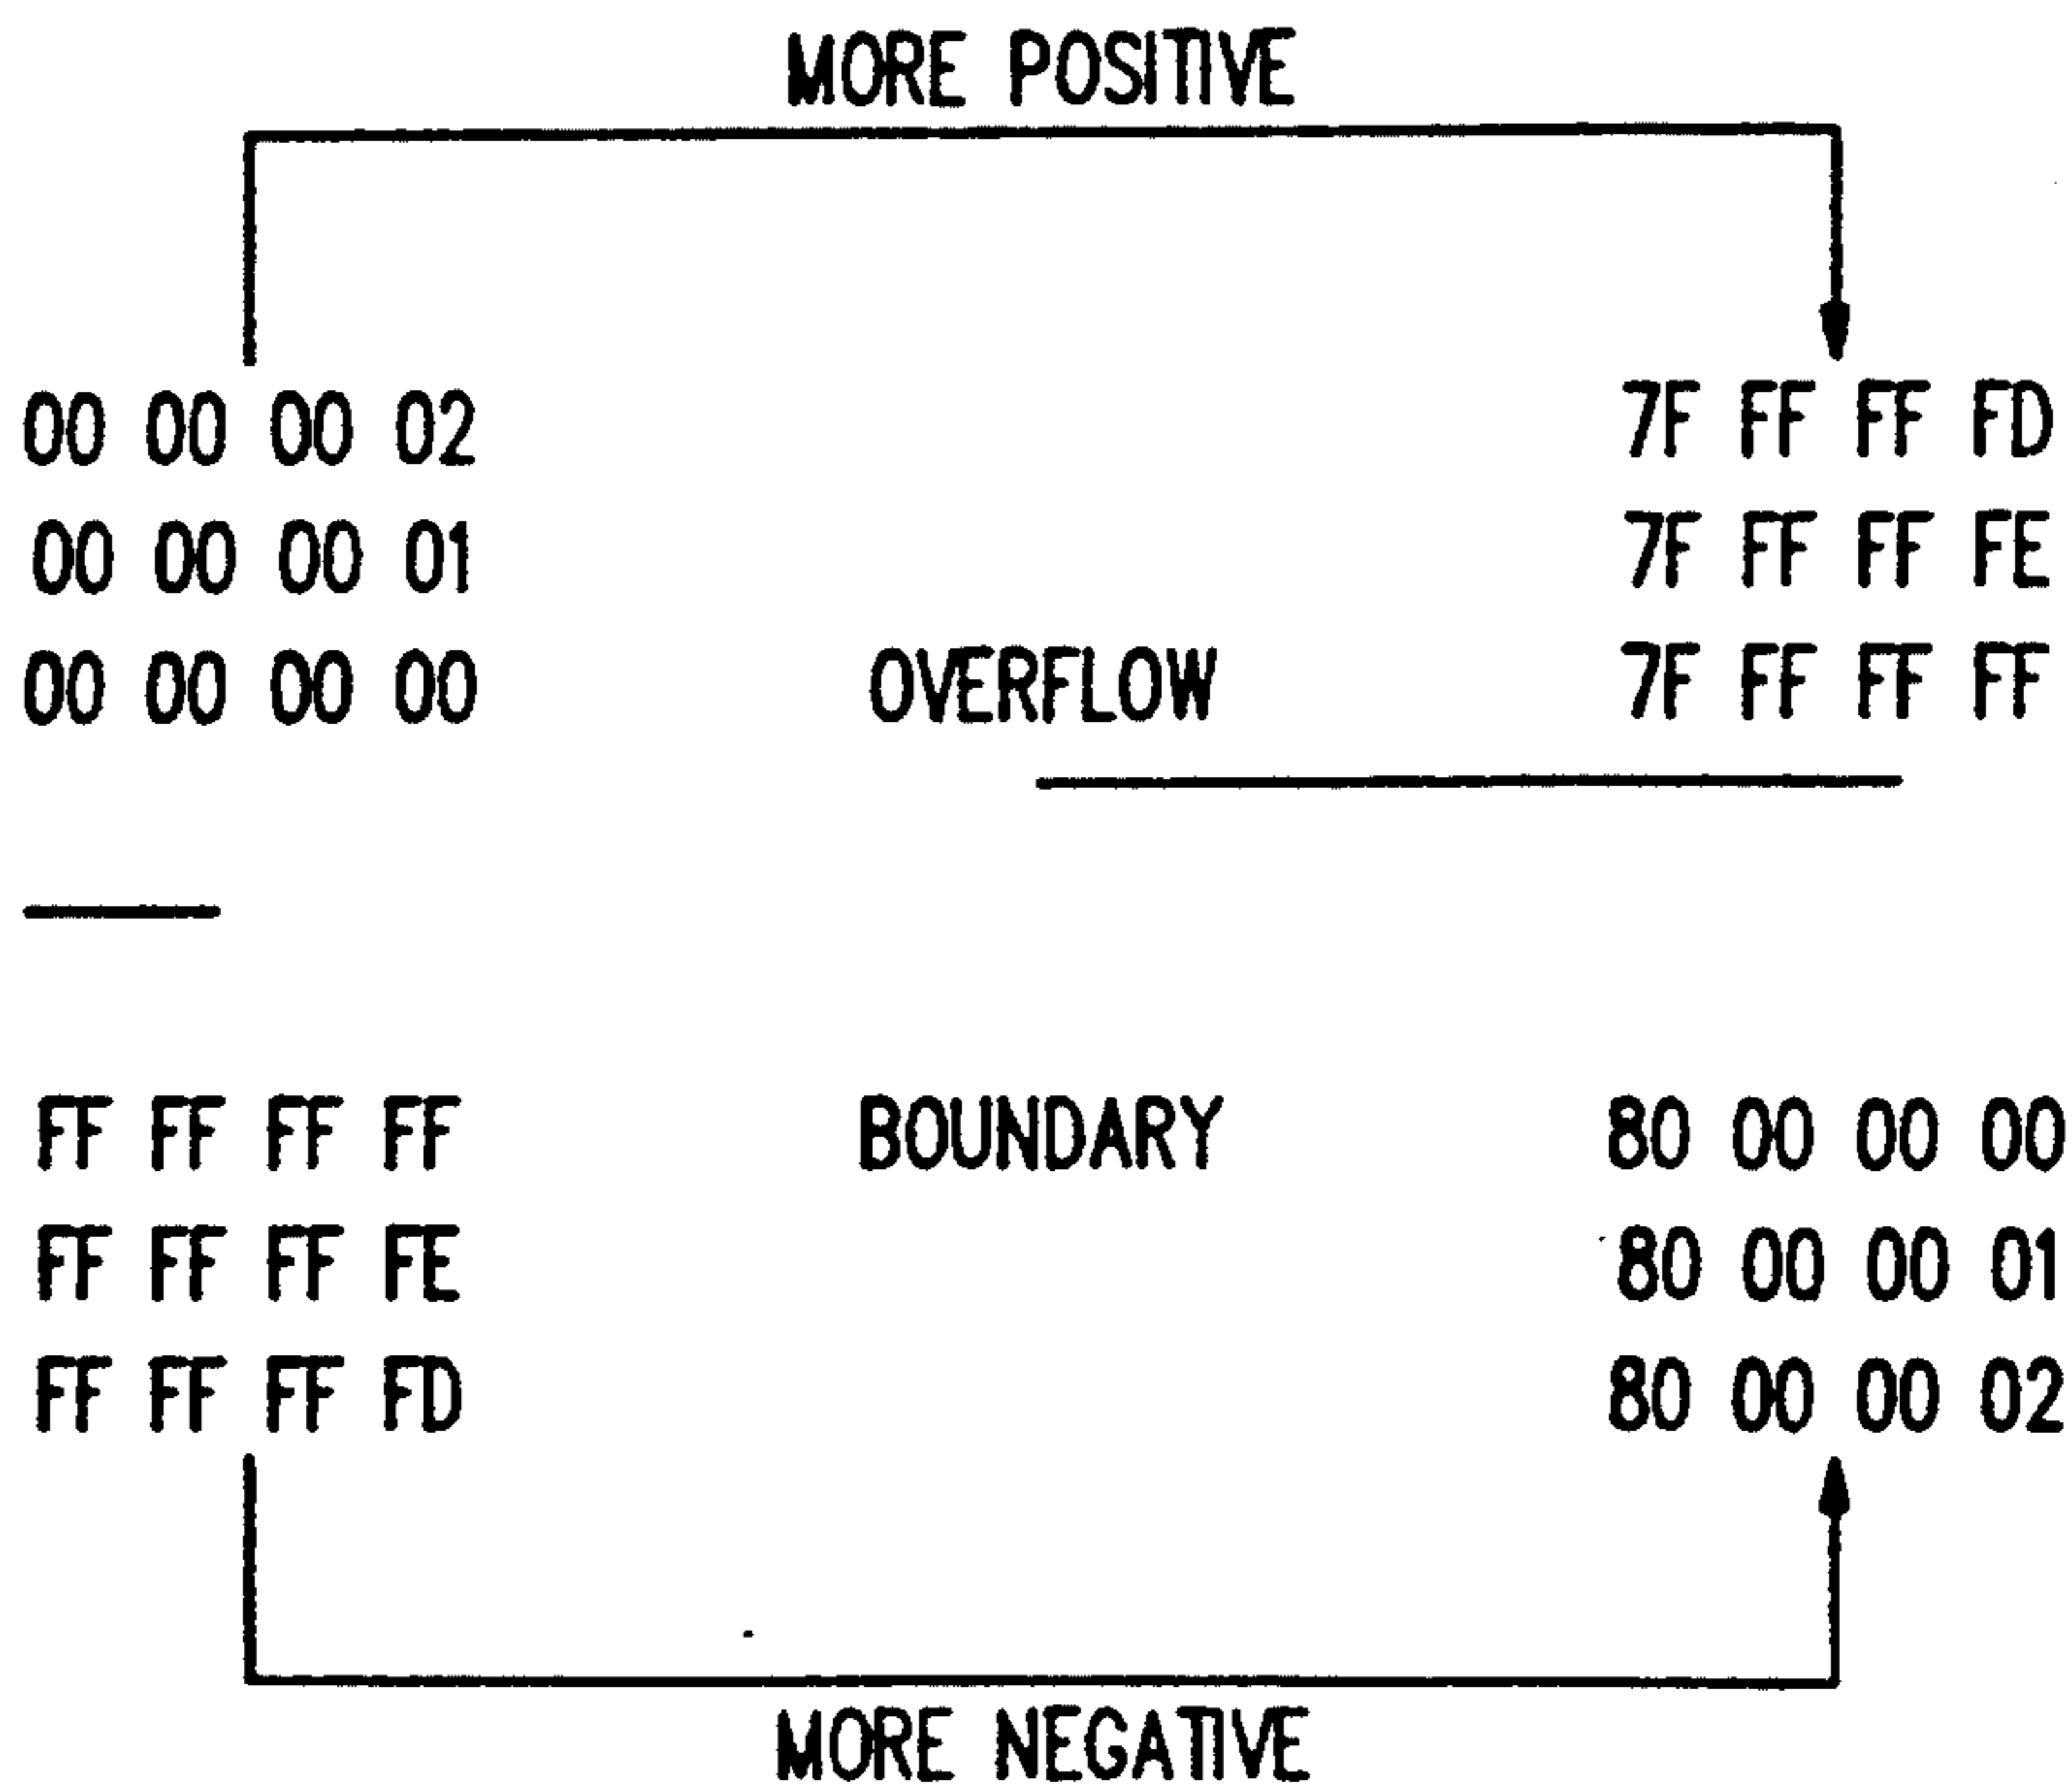 MORE POSITIVE
00 00 00 02 7F FF FF FD
00 00 00 01 7F FF FF FE
00 00 00 00 OVERFLOW 7F FF FF FF
FF FF FF FF BOUNDARY 80 00 00 00
FF FF FF FE 80 00 00 01
FF FF FF FD 80 00 00 02
MORE NEGATIVE